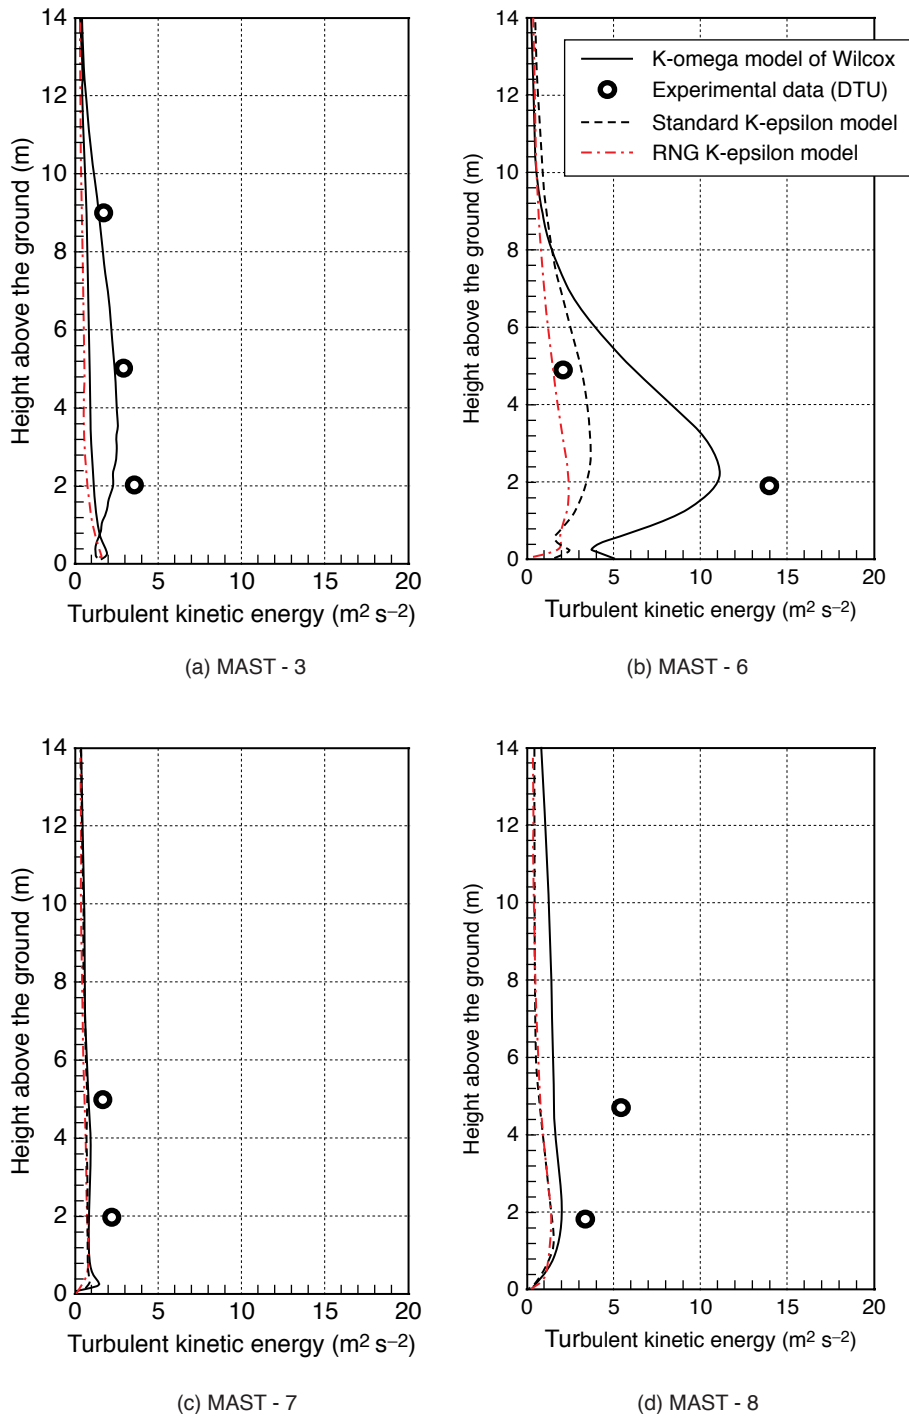 14
12
10
8
6
4
2
0
Height above the ground (m)
0 5 10 15 20
Turbulent kinetic energy (m² s⁻²)
(a) MAST - 3
14
12
10
8
6
4
2
0
Height above the ground (m)
K-omega model of Wilcox
Experimental data (DTU)
Standard K-epsilon model
RNG K-epsilon model
0 5 10 15 20
Turbulent kinetic energy (m² s⁻²)
(b) MAST - 6
14
12
10
8
6
4
2
0
Height above the ground (m)
0 5 10 15 20
Turbulent kinetic energy (m² s⁻²)
(c) MAST - 7
14
12
10
8
6
4
2
0
Height above the ground (m)
0 5 10 15 20
Turbulent kinetic energy (m² s⁻²)
(d) MAST - 8